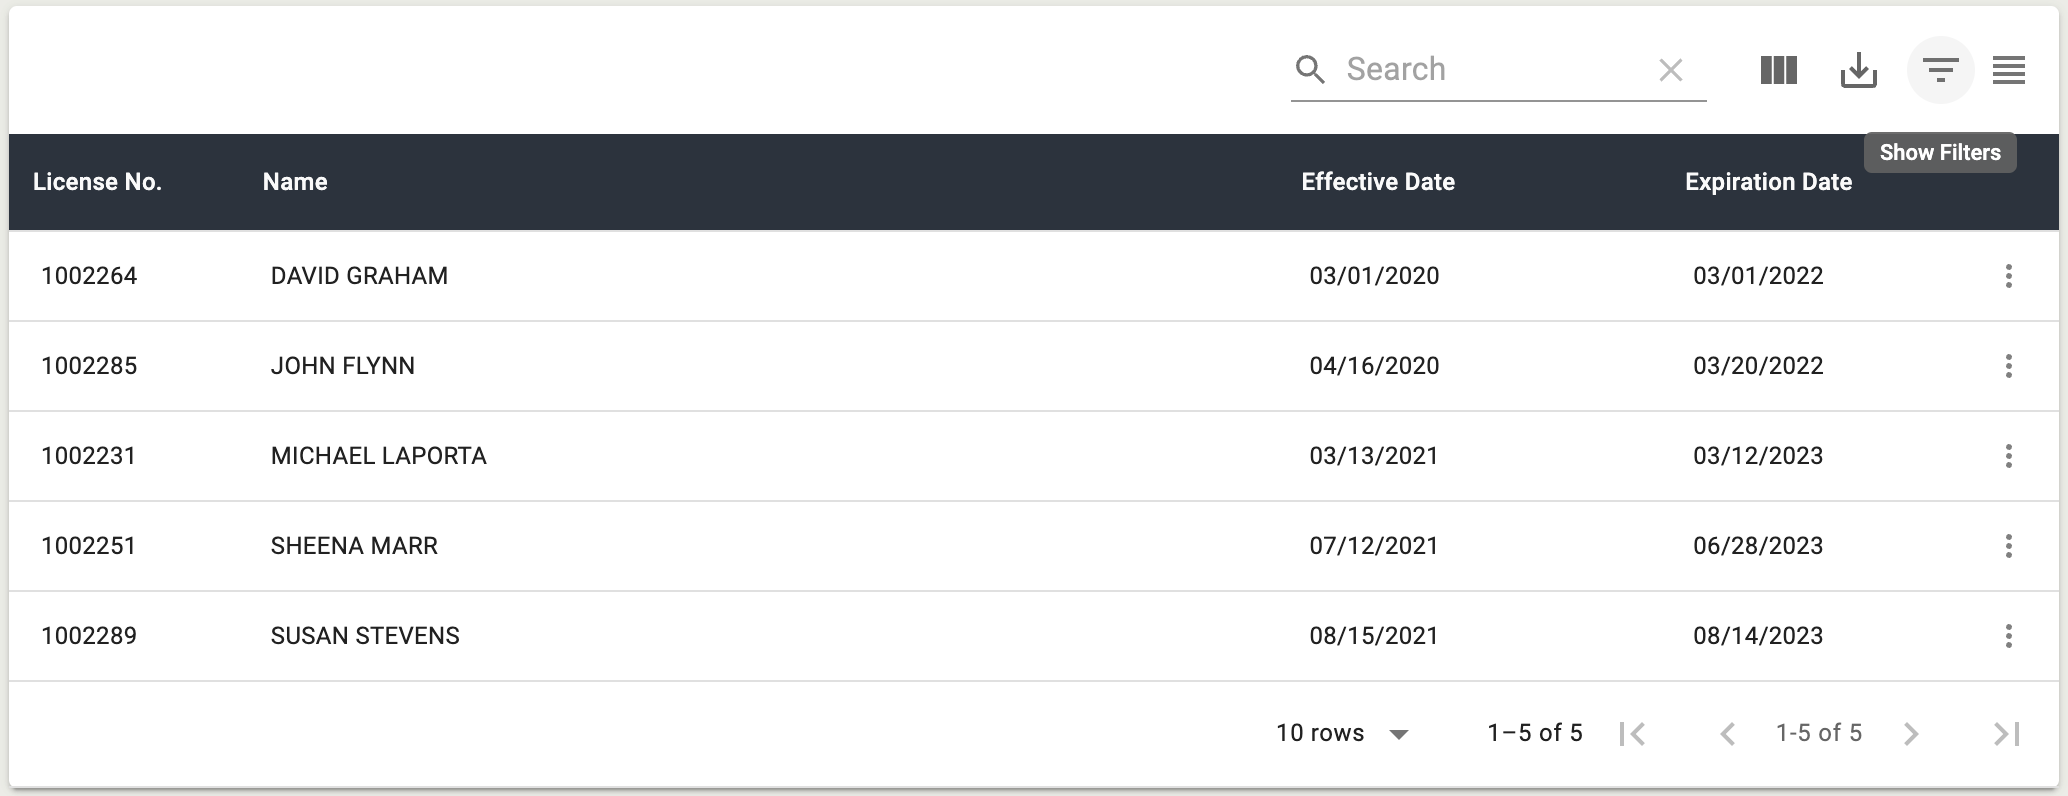 Search
Show Filters
License No. Name Effective Date Expiration Date
1002264 DAVID GRAHAM 03/01/2020 03/01/2022
1002285 JOHN FLYNN 04/16/2020 03/20/2022
1002231 MICHAEL LAPORTA 03/13/2021 03/12/2023
1002251 SHEENA MARR 07/12/2021 06/28/2023
1002289 SUSAN STEVENS 08/15/2021 08/14/2023
10 rows 1–5 of 5 1-5 of 5